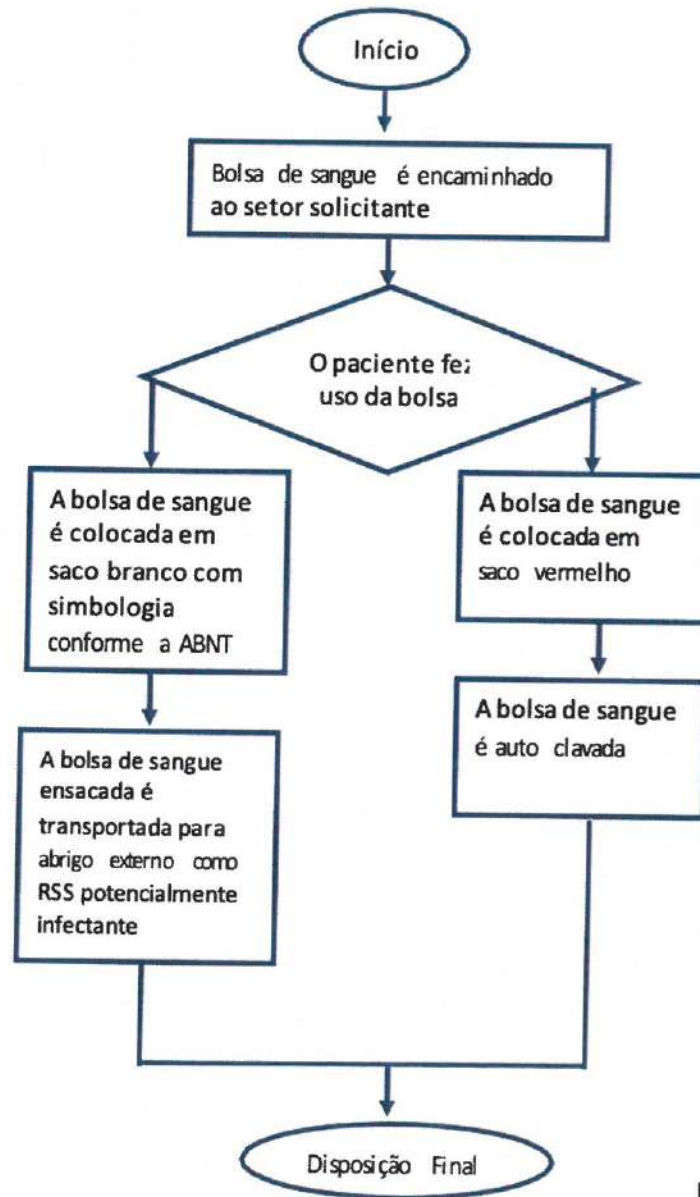 Início
Bolsa de sangue é encaminhado
ao setor solicitante
O paciente fez
uso da bolsa
A bolsa de sangue
é colocada em
saco branco com
simbologia
conforme a ABNT
A bolsa de sangue
ensacada é
transportada para
abrigo externo como
RSS potencialmente
infectante
A bolsa de sangue
é colocada em
saco vermelho
A bolsa de sangue
é auto clavada
Disposição Final